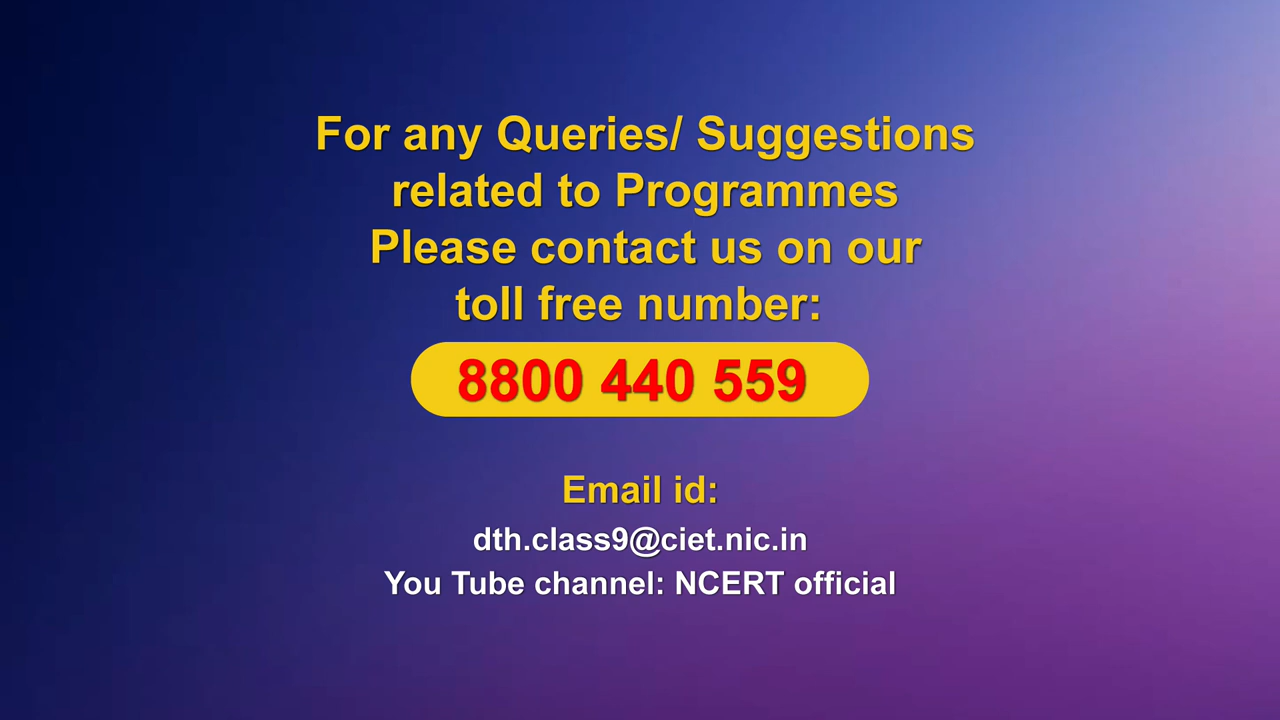 For any Queries/ Suggestions
related to Programmes
Please contact us on our
toll free number:
8800 440 559
Email id:
dth.class9@ciet.nic.in
You Tube channel: NCERT official